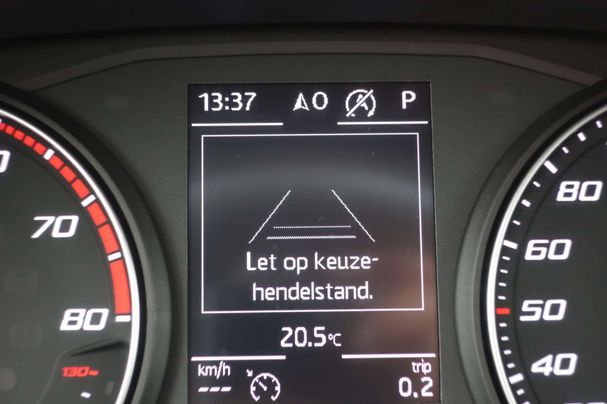 13:37 O P
Let op keuze-
hendelstand.
20.5°C
km/h trip
--- 0.2
70
80
130
80
60
50
40